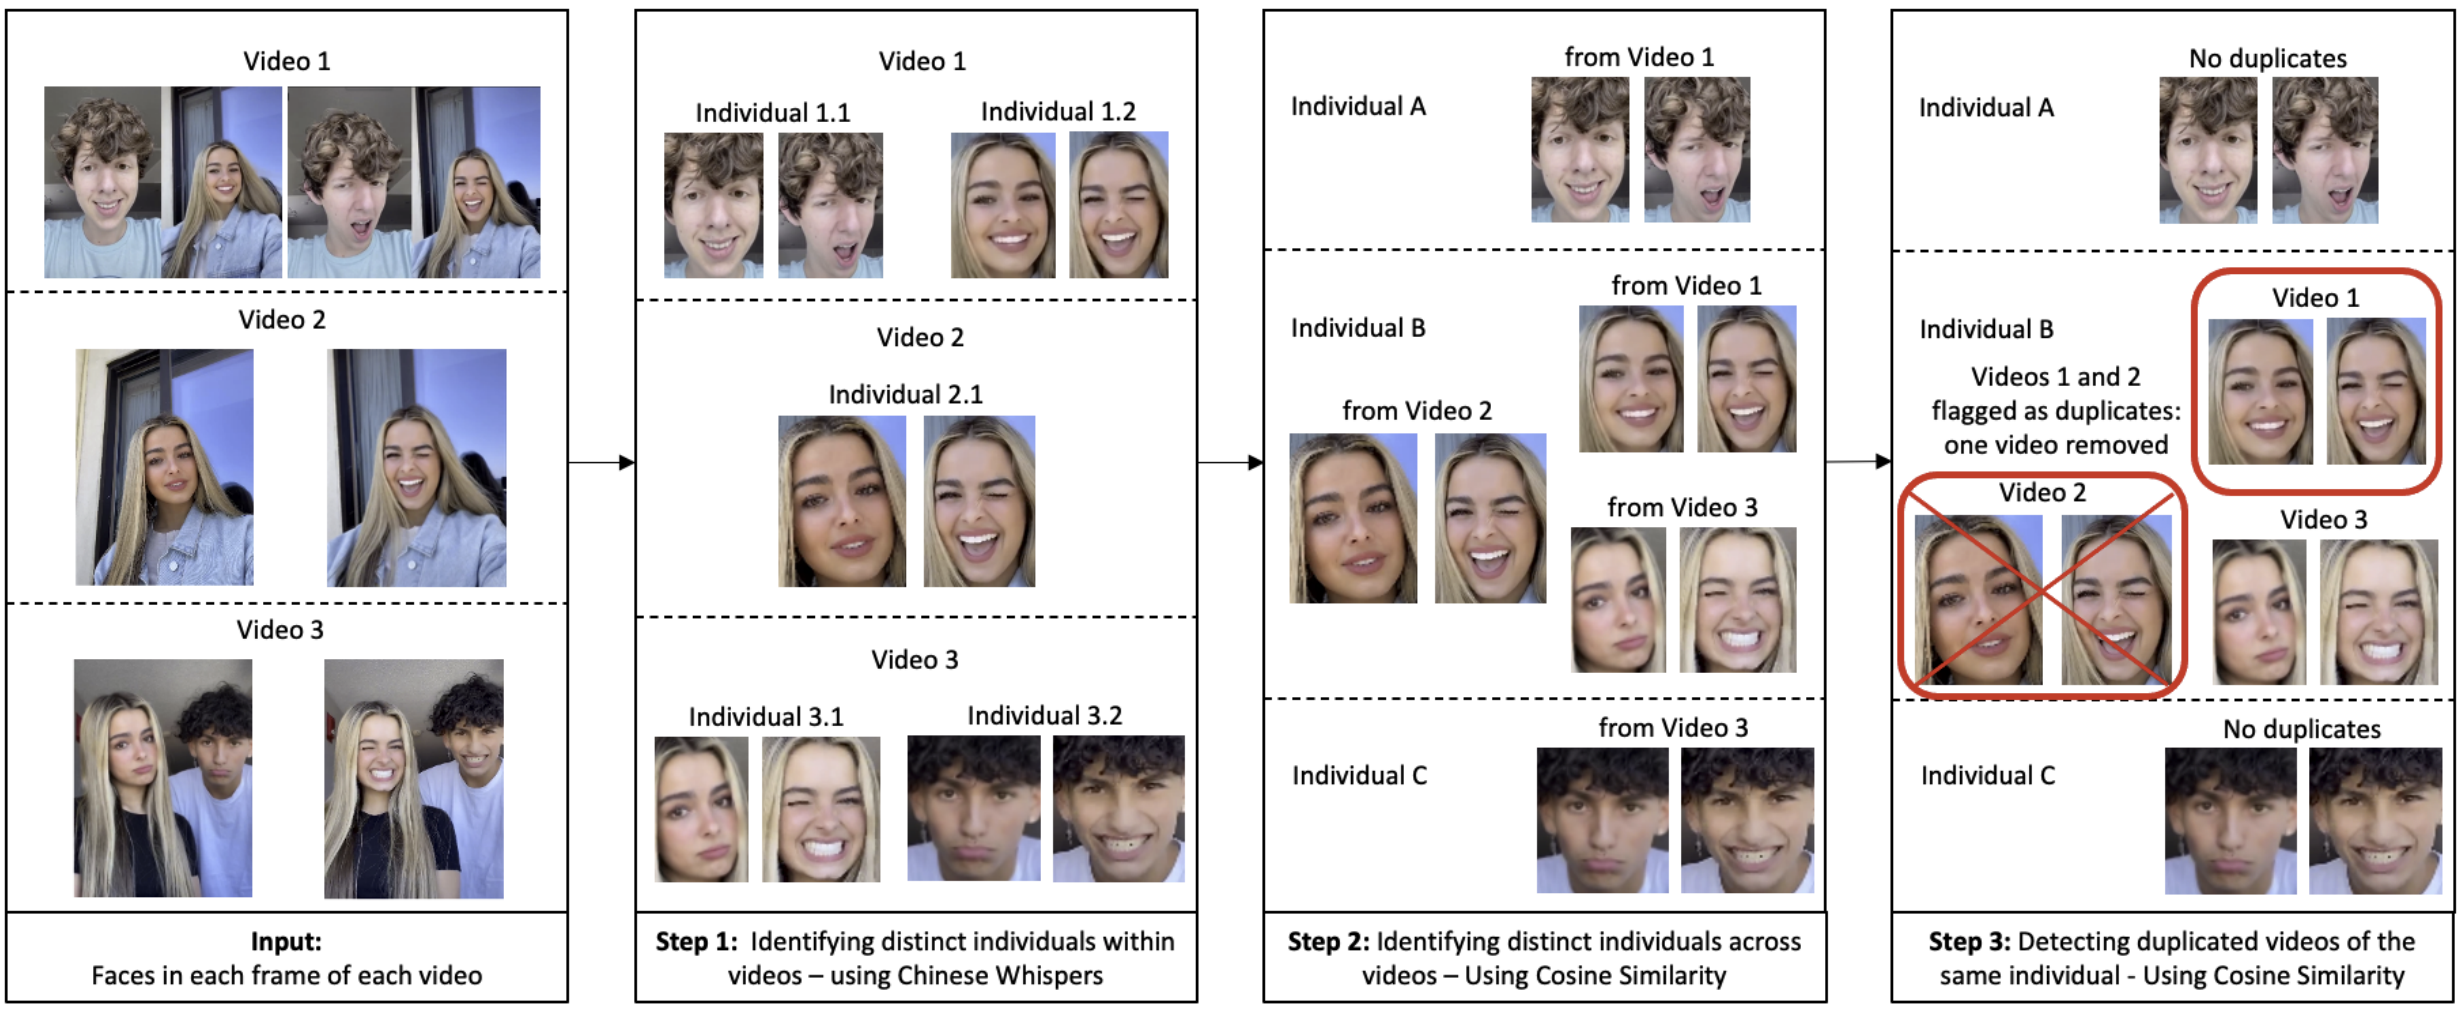 Video 1
Video 2
Video 3
Input:
Faces in each frame of each video
Video 1
Individual 1.1
Individual 1.2
Video 2
Individual 2.1
Video 3
Individual 3.1
Individual 3.2
Step 1: Identifying distinct individuals within
videos – using Chinese Whispers
from Video 1
Individual A
from Video 1
Individual B
from Video 2
from Video 3
from Video 3
Individual C
Step 2: Identifying distinct individuals across
videos – Using Cosine Similarity
No duplicates
Individual A
Video 1
Individual B
Videos 1 and 2
flagged as duplicates:
one video removed
Video 2
Video 3
No duplicates
Individual C
Step 3: Detecting duplicated videos of the
same individual - Using Cosine Similarity